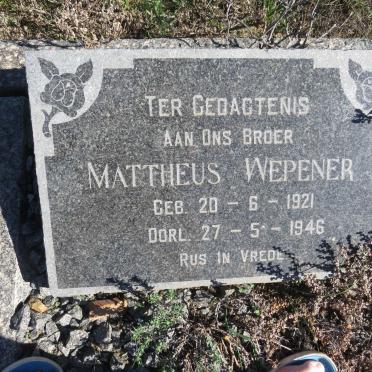 TER GEDAGTENIS
AAN ONS BROER
MATTHEUS WEPENER
GEB. 20 - 6 - 1921
OORL. 27 - 5 - 1946
RUS IN VREDE